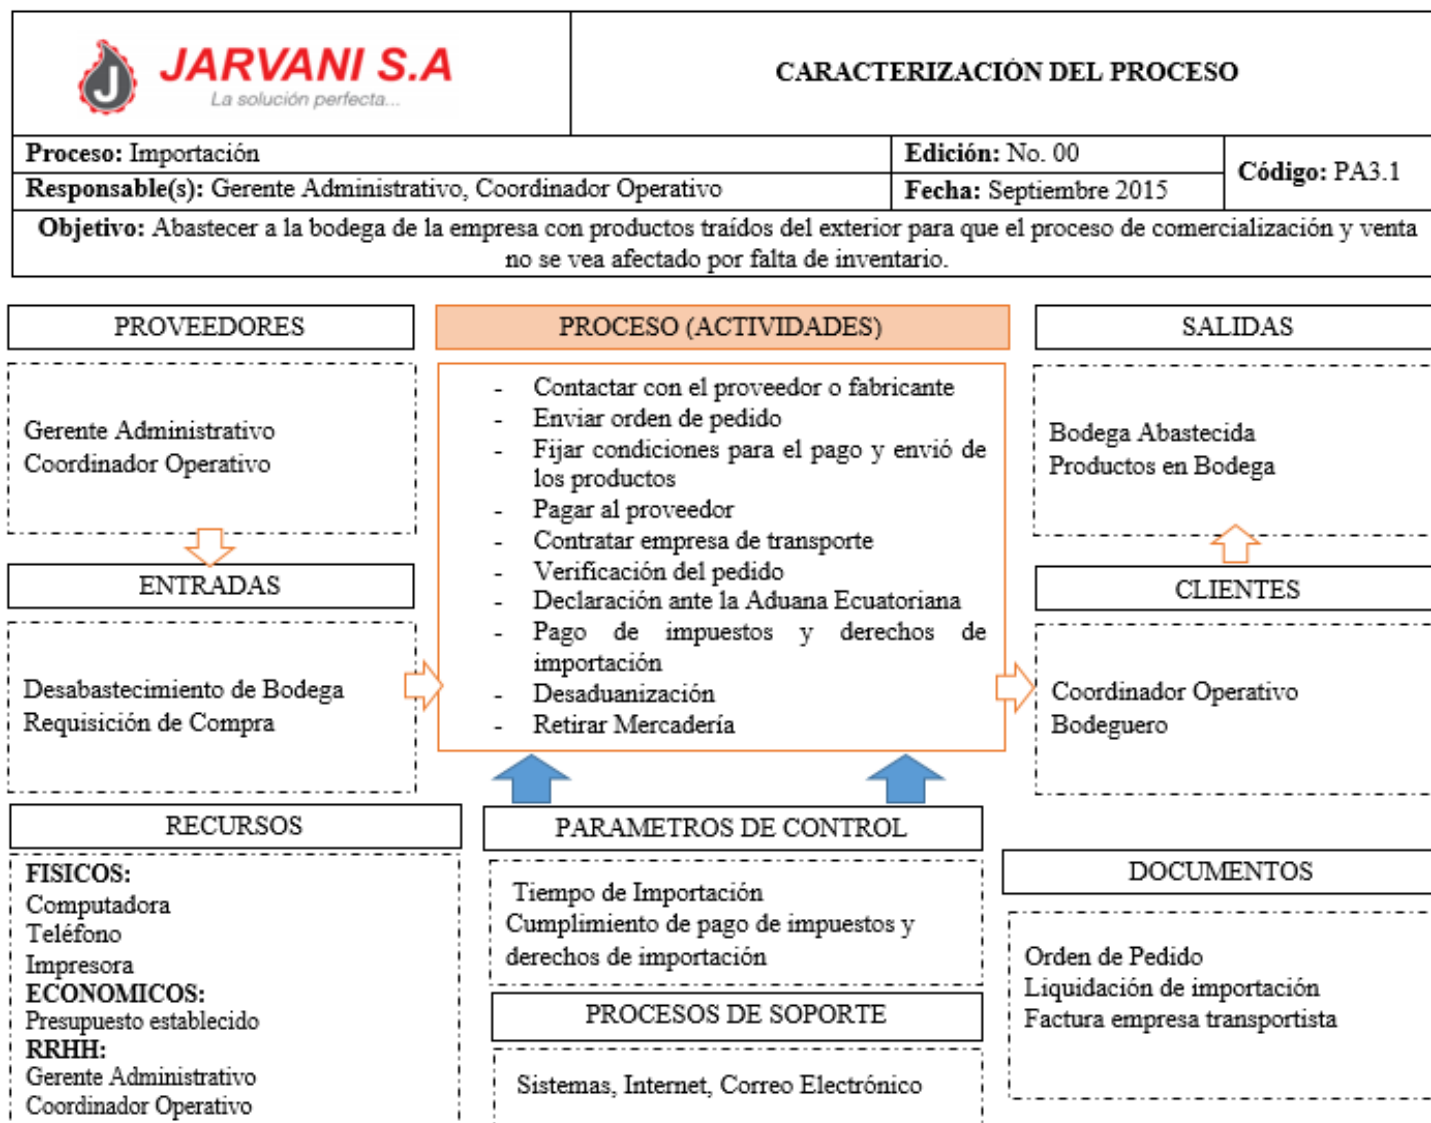 J
JARVANI S.A
La solución perfecta...
CARACTERIZACIÓN DEL PROCESO
Proceso: Importación
Edición: No. 00
Código: PA3.1
Responsable(s): Gerente Administrativo, Coordinador Operativo
Fecha: Septiembre 2015
Objetivo: Abastecer a la bodega de la empresa con productos traídos del exterior para que el proceso de comercialización y venta
no se vea afectado por falta de inventario.
PROVEEDORES
Gerente Administrativo
Coordinador Operativo
ENTRADAS
Desabastecimiento de Bodega
Requisición de Compra
PROCESO (ACTIVIDADES)
- Contactar con el proveedor o fabricante
- Enviar orden de pedido
- Fijar condiciones para el pago y envió de
los productos
- Pagar al proveedor
- Contratar empresa de transporte
- Verificación del pedido
- Declaración ante la Aduana Ecuatoriana
- Pago de impuestos y derechos de
importación
- Desaduanización
- Retirar Mercadería
SALIDAS
Bodega Abastecida
Productos en Bodega
CLIENTES
Coordinador Operativo
Bodeguero
RECURSOS
FISICOS:
Computadora
Teléfono
Impresora
ECONOMICOS:
Presupuesto establecido
RRHH:
Gerente Administrativo
Coordinador Operativo
PARAMETROS DE CONTROL
Tiempo de Importación
Cumplimiento de pago de impuestos y
derechos de importación
PROCESOS DE SOPORTE
Sistemas, Internet, Correo Electrónico
DOCUMENTOS
Orden de Pedido
Liquidación de importación
Factura empresa transportista